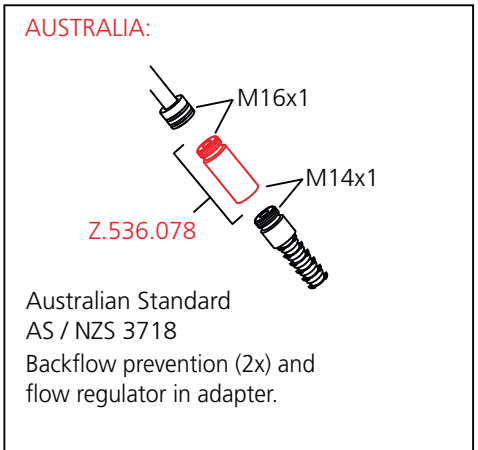 AUSTRALIA:
M16x1
M14x1
Z.536.078
Australian Standard
AS / NZS 3718
Backflow prevention (2x) and
flow regulator in adapter.